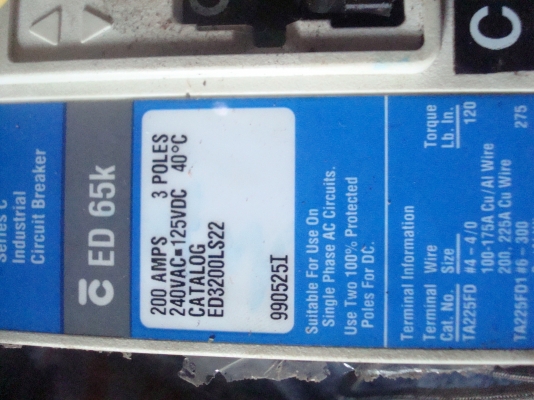 Series C
Industrial
Circuit Breaker
ED 65k
200 AMPS 3 POLES
240VAC▪125VDC 40°C
CATALOG
ED3200LS22
990525I
Suitable For Use On
Single Phase AC Circuits.
Use Two 100% Protected
Poles For DC.
Terminal Information
Terminal Wire Torque
Cat. No. Size Lb. In.
TA225FD #4 - 4/0 120
100-175A Cu/Al Wire
200, 225A Cu Wire
TA225FD1 #6 - 300 275
C